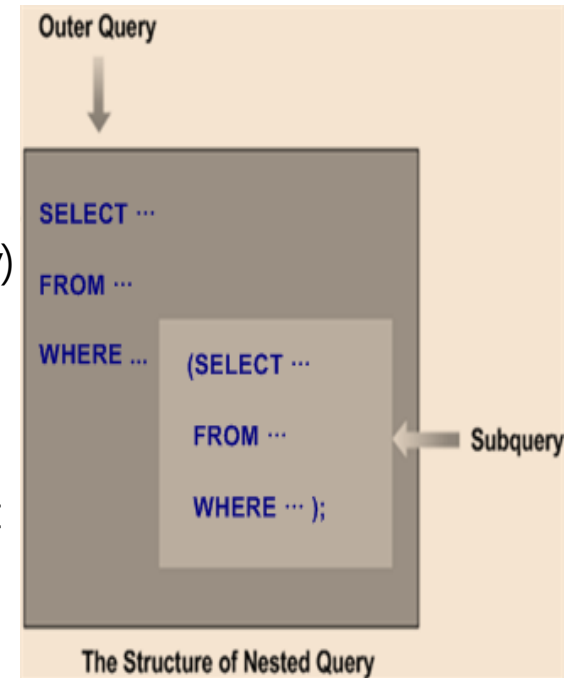 Outer Query
SELECT ...
)
FROM ...
WHERE ...
(SELECT ...
FROM ...
WHERE ... );
Subquery
The Structure of Nested Query